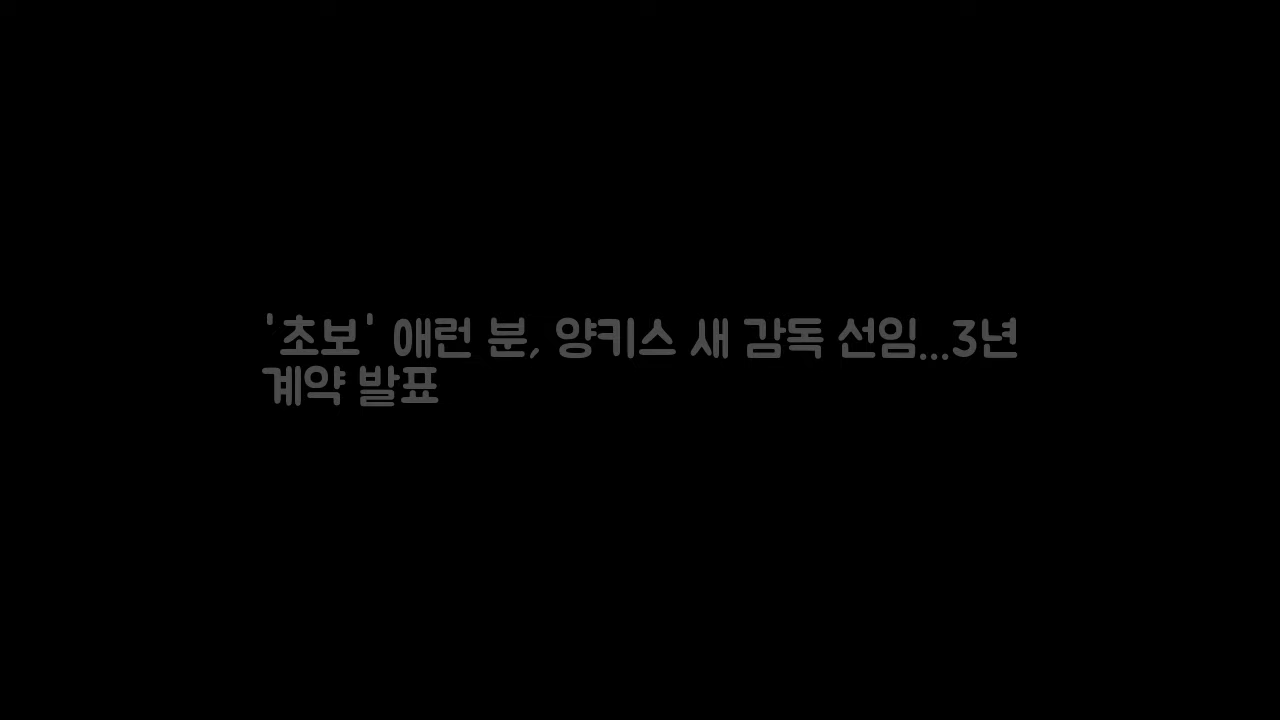 '초보' 애런 분, 양키스 새 감독 선임...3년
계약 발표